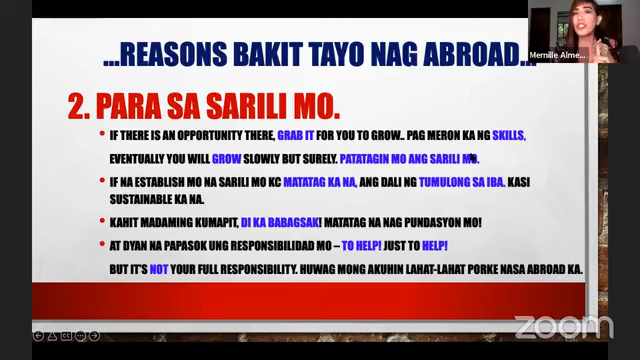 ...REASONS BAKIT TAYO NAG ABROAD...
Mernille Alme...
2. PARA SA SARILI MO.
• IF THERE IS AN OPPORTUNITY THERE, GRAB IT FOR YOU TO GROW.. PAG MERON KA NG SKILLS,
EVENTUALLY YOU WILL GROW SLOWLY BUT SURELY. PATATAGIN MO ANG SARILI MO.
• IF NA ESTABLISH MO NA SARILI MO KC MATATAG KA NA, ANG DALI NG TUMULONG SA IBA. KASI
SUSTAINABLE KA NA.
• KAHIT MADAMING KUMAPIT, DI KA BABAGSAK! MATATAG NA NAG PUNDASYON MO!
• AT DYAN NA PAPASOK UNG RESPONSIBILIDAD MO – TO HELP! JUST TO HELP!
BUT IT'S NOT YOUR FULL RESPONSIBILITY. HUWAG MONG AKUHIN LAHAT-LAHAT PORKE NASA ABROAD KA.
zoom